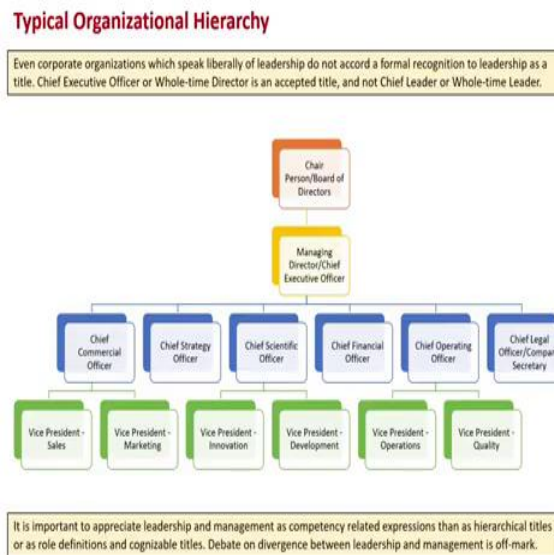 Typical Organizational Hierarchy
Even corporate organizations which speak liberally of leadership do not accord a formal recognition to leadership as a
title. Chief Executive Officer or Whole-time Director is an accepted title, and not Chief Leader or Whole-time Leader.
Chair
Person/Board of
Directors
Managing
Director/Chief
Executive Officer
Chief
Commercial
Officer
Chief Strategy
Officer
Chief Scientific
Officer
Chief Financial
Officer
Chief Operating
Officer
Chief Legal
Officer/Compan
Secretary
Vice President -
Sales
Vice President -
Marketing
Vice President -
Innovation
Vice President -
Development
Vice President -
Operations
Vice President -
Quality
It is important to appreciate leadership and management as competency related expressions than as hierarchical titles
or as role definitions and cognizable titles. Debate on divergence between leadership and management is off-mark.